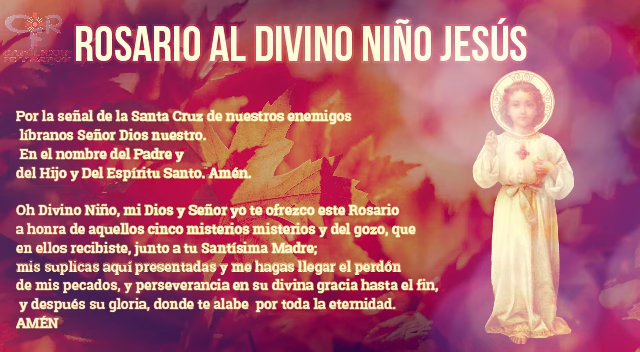 ROSARIO AL DIVINO NIÑO JESÚS
Por la señal de la Santa Cruz de nuestros enemigos
líbranos Señor Dios nuestro.
En el nombre del Padre y
del Hijo y Del Espíritu Santo. Amén.
Oh Divino Niño, mi Dios y Señor yo te ofrezco este Rosario
a honra de aquellos cinco misterios misterios y del gozo, que
en ellos recibiste, junto a tu Santísima Madre;
mis suplicas aquí presentadas y me hagas llegar el perdón
de mis pecados, y perseverancia en su divina gracia hasta el fin,
y después su gloria, donde te alabe por toda la eternidad.
AMÉN